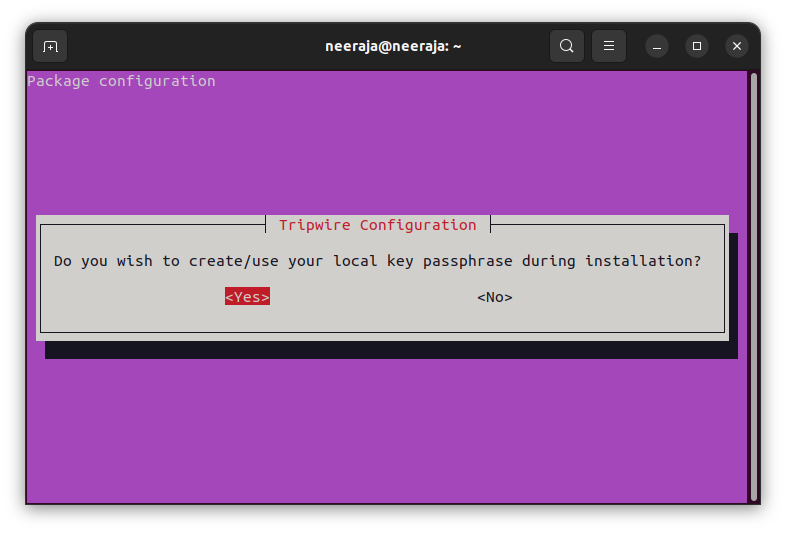 neeraja@neeraja: ~
Package configuration
Tripwire Configuration
Do you wish to create/use your local key passphrase during installation?
<Yes> <No>